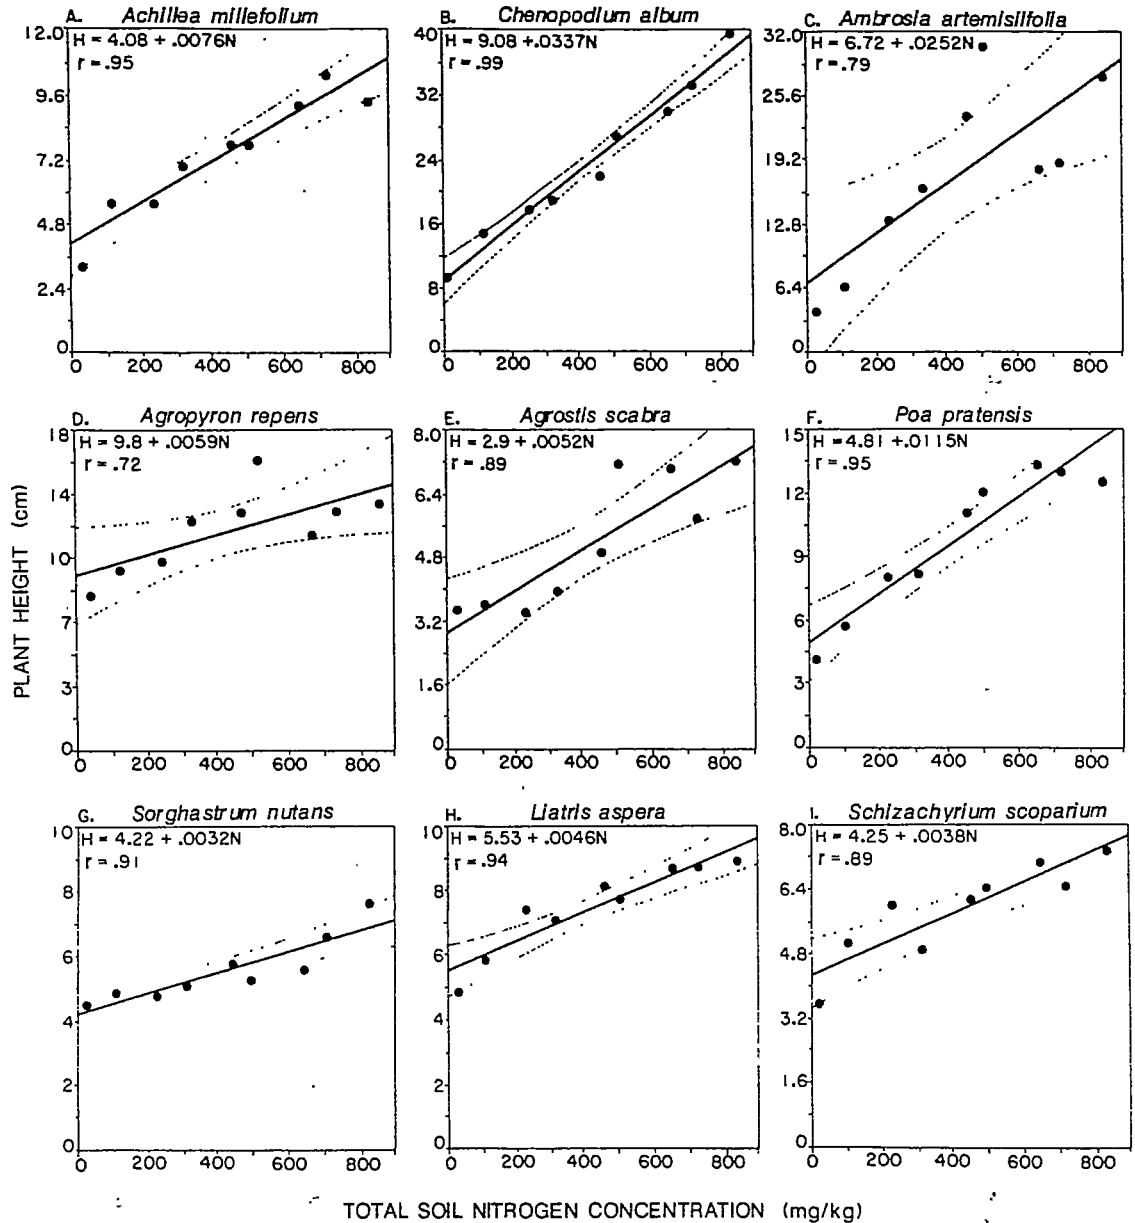 A. Achillea millefolium
H = 4.08 + .0076N
r = .95
12.0
9.6
7.2
4.8
2.4
0
0 200 400 600 800
B. Chenopodium album
H = 9.08 + .0337N
r = .99
40
32
24
16
8
0
0 200 400 600 800
C. Ambrosia artemisiifolia
H = 6.72 + .0252N
r = .79
32.0
25.6
19.2
12.8
6.4
0
0 200 400 600 800
D. Agropyron repens
H = 9.8 + .0059N
r = .72
18
14
10
7
3
0
0 200 400 600 800
E. Agrostis scabra
H = 2.9 + .0052N
r = .89
8.0
6.4
4.8
3.2
1.6
0
0 200 400 600 800
F. Poa pratensis
H = 4.81 + .0115N
r = .95
15
12
9
6
3
0
0 200 400 600 800
G. Sorghastrum nutans
H = 4.22 + .0032N
r = .91
10
8
6
4
2
0
0 200 400 600 800
H. Liatris aspera
H = 5.53 + .0046N
r = .94
10
8
6
4
2
0
0 200 400 600 800
I. Schizachyrium scoparium
H = 4.25 + .0038N
r = .89
8.0
6.4
4.8
3.2
1.6
0
0 200 400 600 800
PLANT HEIGHT (cm)
TOTAL SOIL NITROGEN CONCENTRATION (mg/kg)